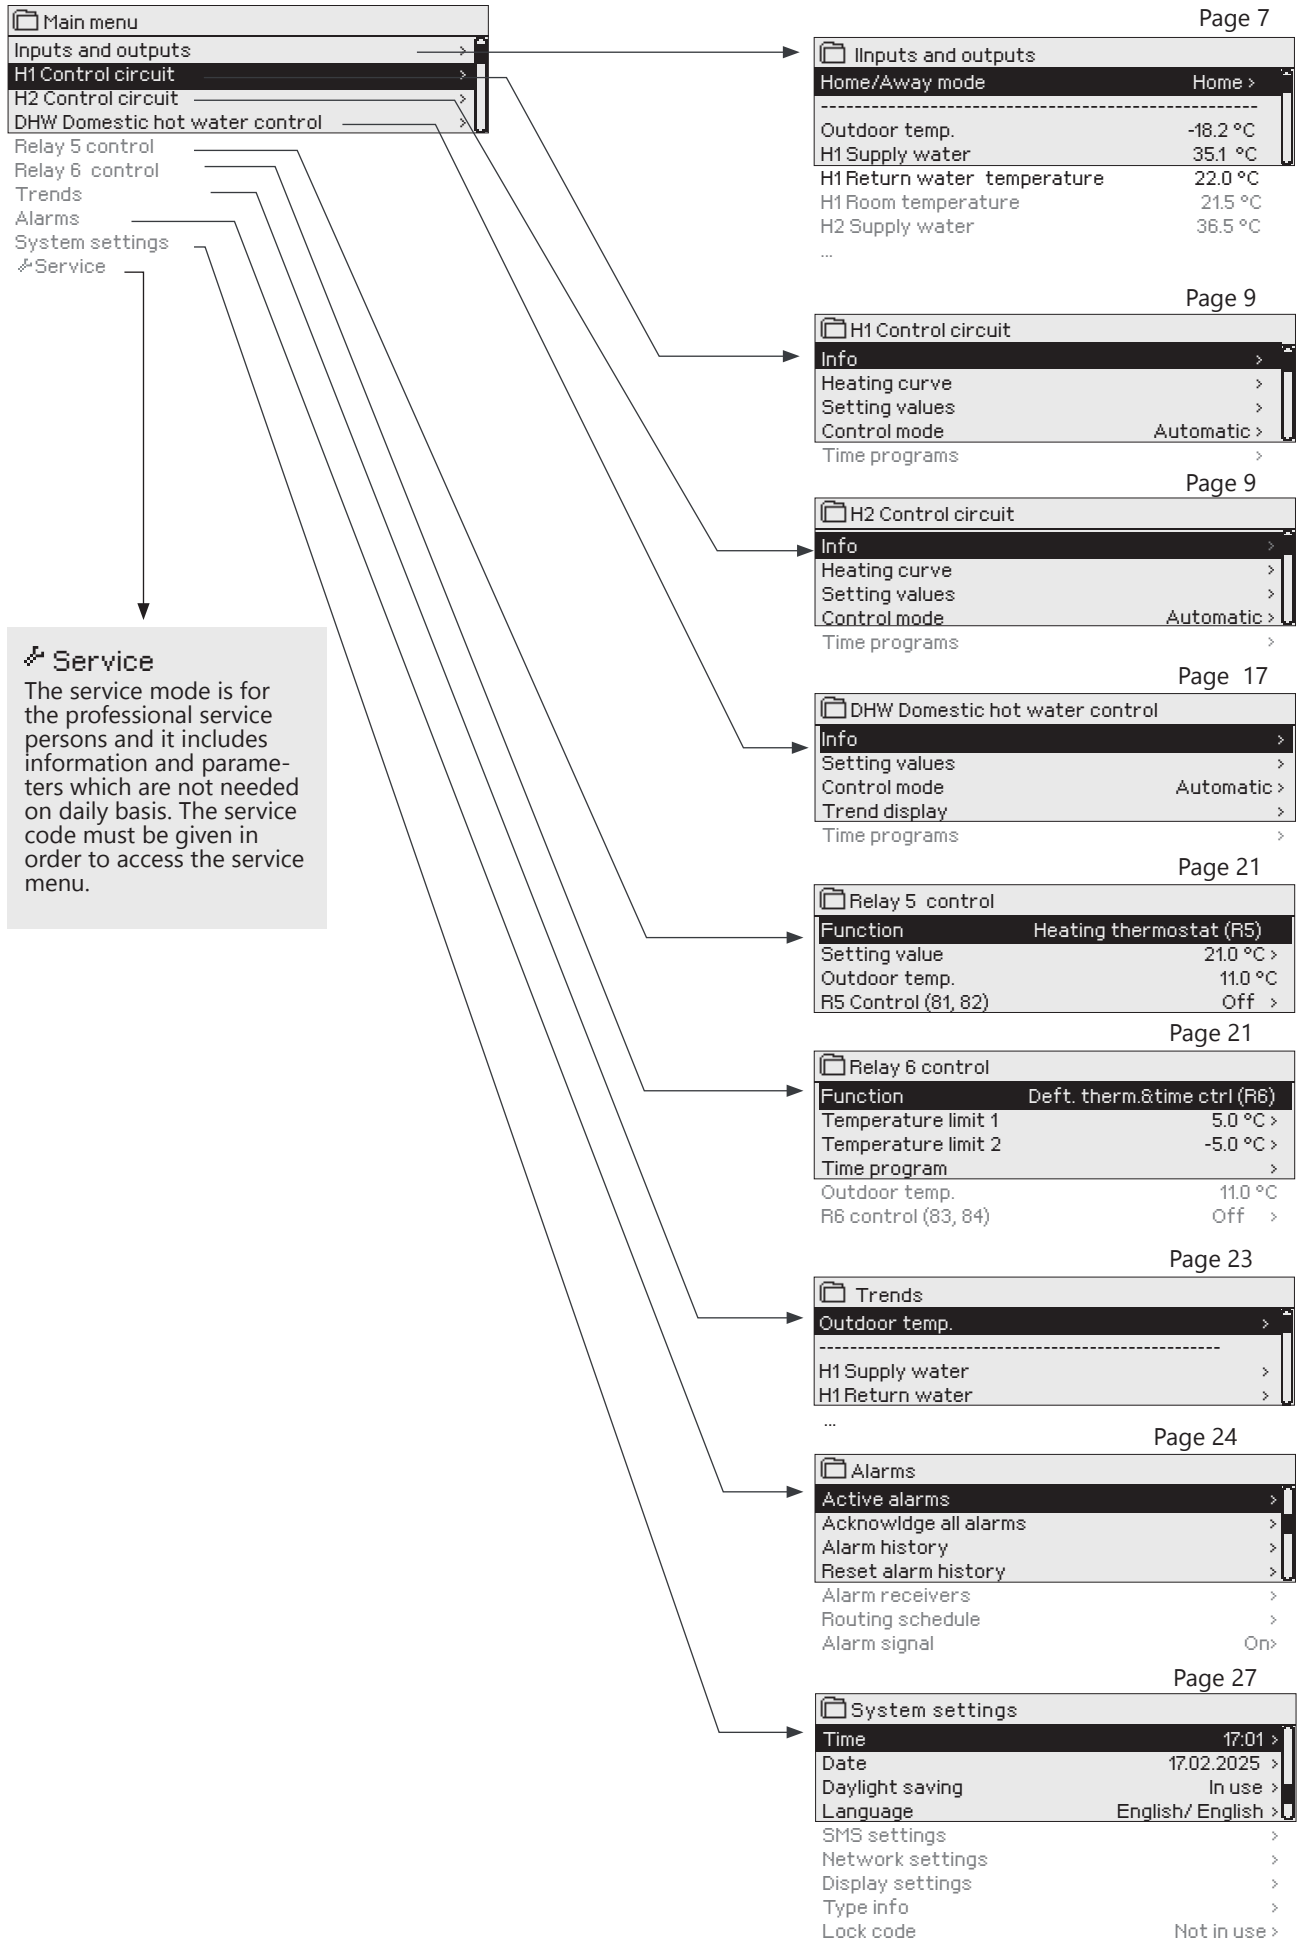 Main menu
Inputs and outputs >
H1 Control circuit >
H2 Control circuit >
DHW Domestic hot water control >
Relay 5 control
Relay 6 control
Trends
Alarms
System settings
Service
Service
The service mode is for
the professional service
persons and it includes
information and parame-
ters which are not needed
on daily basis. The service
code must be given in
order to access the service
menu.
Page 7
IInputs and outputs
Home/Away mode Home >
----------------------------------------------------
Outdoor temp. -18.2 °C
H1 Supply water 35.1 °C
H1 Return water temperature 22.0 °C
H1 Room temperature 21.5 °C
H2 Supply water 36.5 °C
...
Page 9
H1 Control circuit
Info >
Heating curve >
Setting values >
Control mode Automatic >
Time programs >
Page 9
H2 Control circuit
Info >
Heating curve >
Setting values >
Control mode Automatic >
Time programs >
Page 17
DHW Domestic hot water control
Info >
Setting values >
Control mode Automatic >
Trend display >
Time programs >
Page 21
Relay 5 control
Function Heating thermostat (R5)
Setting value 21.0 °C >
Outdoor temp. 11.0 °C
R5 Control (81, 82) Off >
Page 21
Relay 6 control
Function Deft. therm.&time ctrl (R6)
Temperature limit 1 5.0 °C >
Temperature limit 2 -5.0 °C >
Time program >
Outdoor temp. 11.0 °C
R6 control (83, 84) Off >
Page 23
Trends
Outdoor temp. >
------------------------------------------------
H1 Supply water >
H1 Return water >
...
Page 24
Alarms
Active alarms >
Acknowldge all alarms >
Alarm history >
Reset alarm history >
Alarm receivers >
Routing schedule >
Alarm signal On>
Page 27
System settings
Time 17:01 >
Date 17.02.2025 >
Daylight saving In use >
Language English/ English >
SMS settings >
Network settings >
Display settings >
Type info >
Lock code Not in use >